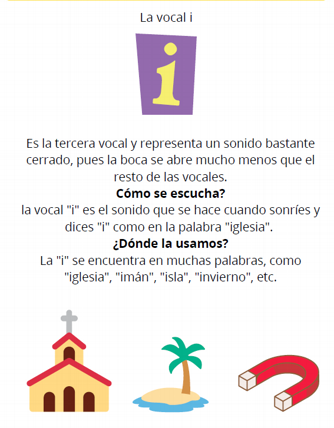 La vocal i
i
Es la tercera vocal y representa un sonido bastante
cerrado, pues la boca se abre mucho menos que el
resto de las vocales.
Cómo se escucha?
la vocal "i" es el sonido que se hace cuando sonríes y
dices "i" como en la palabra "iglesia".
¿Dónde la usamos?
La "i" se encuentra en muchas palabras, como
"iglesia", "imán", "isla", "invierno", etc.